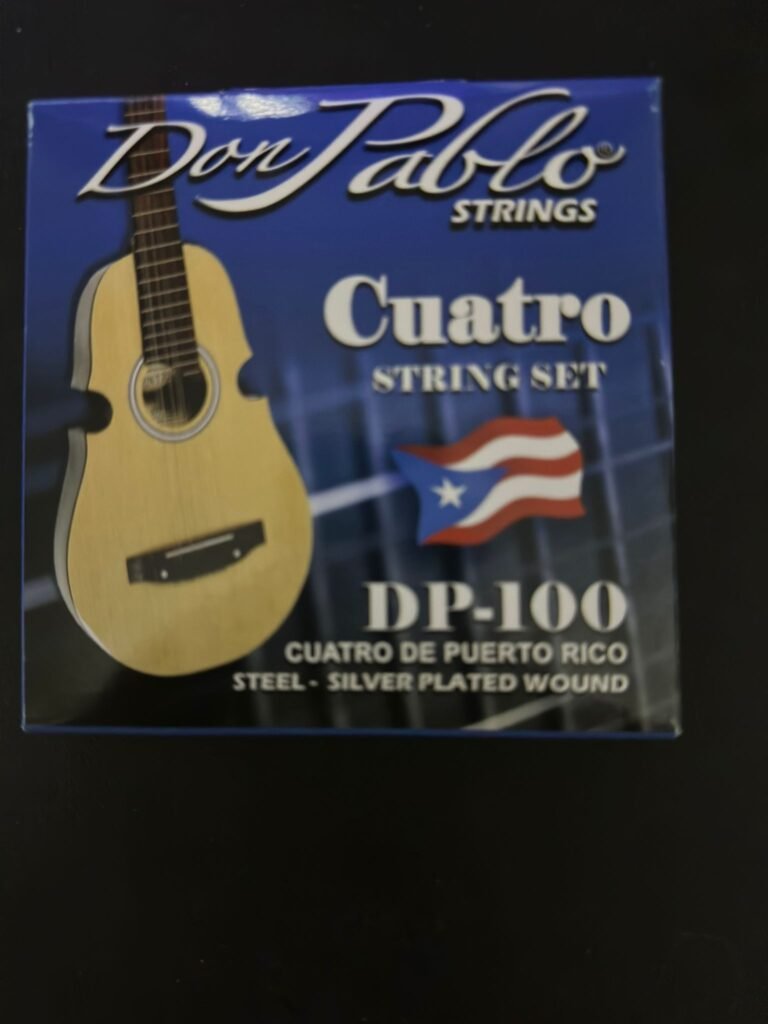 Don Pablo®
STRINGS
Cuatro
STRING SET
DP-100
CUATRO DE PUERTO RICO
STEEL - SILVER PLATED WOUND